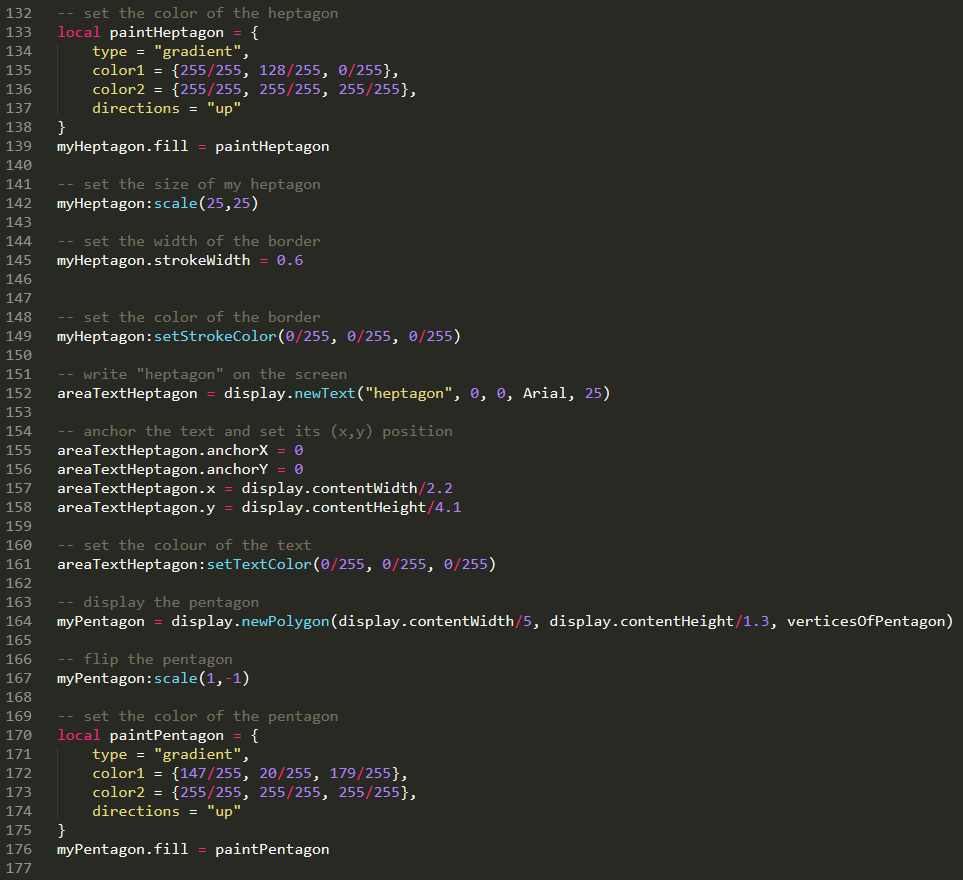 132 -- set the color of the heptagon
133 local paintHeptagon = {
134 type = "gradient",
135 color1 = {255/255, 128/255, 0/255},
136 color2 = {255/255, 255/255, 255/255},
137 directions = "up"
138 }
139 myHeptagon.fill = paintHeptagon
140
141 -- set the size of my heptagon
142 myHeptagon:scale(25,25)
143
144 -- set the width of the border
145 myHeptagon.strokeWidth = 0.6
146
147
148 -- set the color of the border
149 myHeptagon:setStrokeColor(0/255, 0/255, 0/255)
150
151 -- write "heptagon" on the screen
152 areaTextHeptagon = display.newText("heptagon", 0, 0, Arial, 25)
153
154 -- anchor the text and set its (x,y) position
155 areaTextHeptagon.anchorX = 0
156 areaTextHeptagon.anchorY = 0
157 areaTextHeptagon.x = display.contentWidth/2.2
158 areaTextHeptagon.y = display.contentHeight/4.1
159
160 -- set the colour of the text
161 areaTextHeptagon:setTextColor(0/255, 0/255, 0/255)
162
163 -- display the pentagon
164 myPentagon = display.newPolygon(display.contentWidth/5, display.contentHeight/1.3, verticesOfPentagon)
165
166 -- flip the pentagon
167 myPentagon:scale(1,-1)
168
169 -- set the color of the pentagon
170 local paintPentagon = {
171 type = "gradient",
172 color1 = {147/255, 20/255, 179/255},
173 color2 = {255/255, 255/255, 255/255},
174 directions = "up"
175 }
176 myPentagon.fill = paintPentagon
177